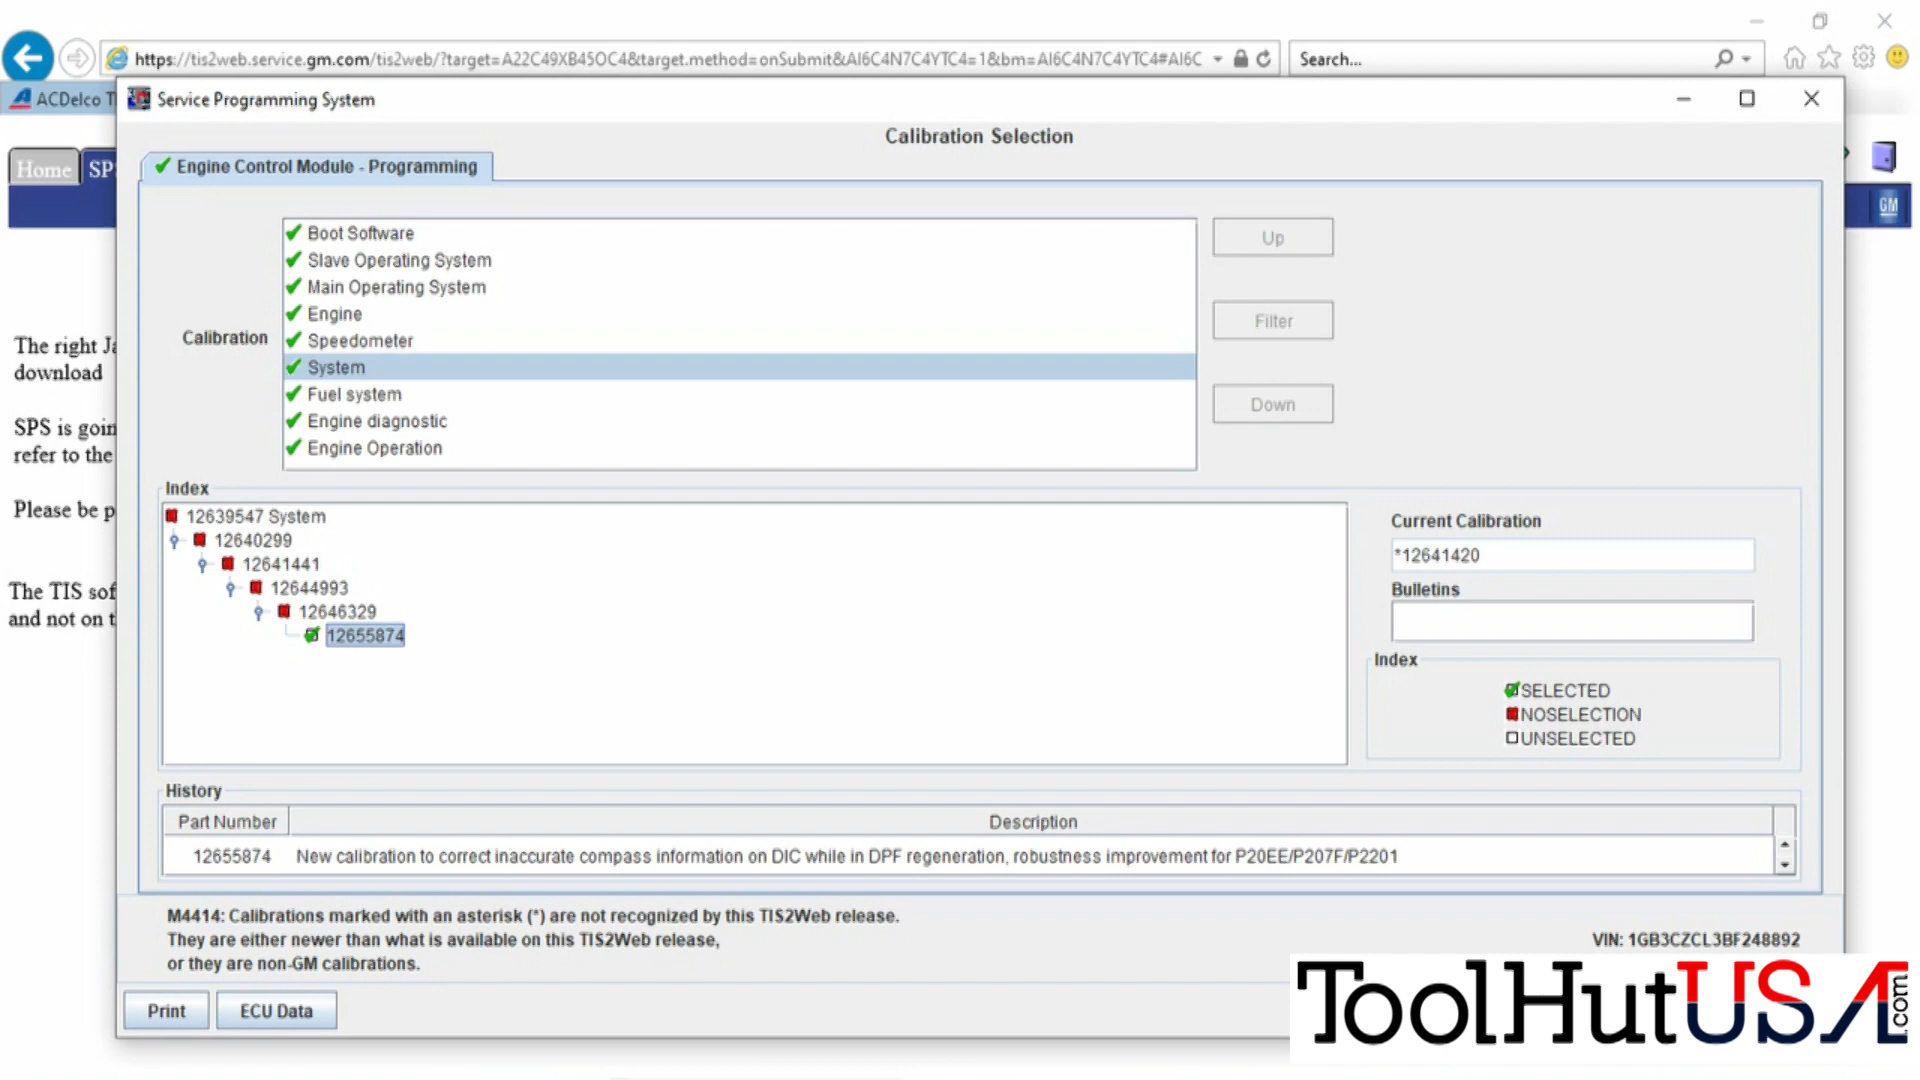 https://tis2web.service.gm.com/tis2web/?target=A22C49XB45OC4&target.method=onSubmit&AI6C4N7C4YTC4=1&bm=AI6C4N7C4YTC4#AI6C
Search...
ACDelco T
Service Programming System
Calibration Selection
Home
SPS
Engine Control Module - Programming
GM
Calibration
Boot Software
Slave Operating System
Main Operating System
Engine
Speedometer
System
Fuel system
Engine diagnostic
Engine Operation
Up
Filter
Down
The right Ja
download
SPS is goin
refer to the
Please be p
The TIS sof
and not on t
Index
12639547 System
12640299
12641441
12644993
12646329
12655874
Current Calibration
*12641420
Bulletins
Index
SELECTED
NOSELECTION
UNSELECTED
History
Part Number Description
12655874 New calibration to correct inaccurate compass information on DIC while in DPF regeneration, robustness improvement for P20EE/P207F/P2201
M4414: Calibrations marked with an asterisk (*) are not recognized by this TIS2Web release.
They are either newer than what is available on this TIS2Web release,
or they are non-GM calibrations.
VIN: 1GB3CZCL3BF248892
Print
ECU Data
ToolHutUSA.com